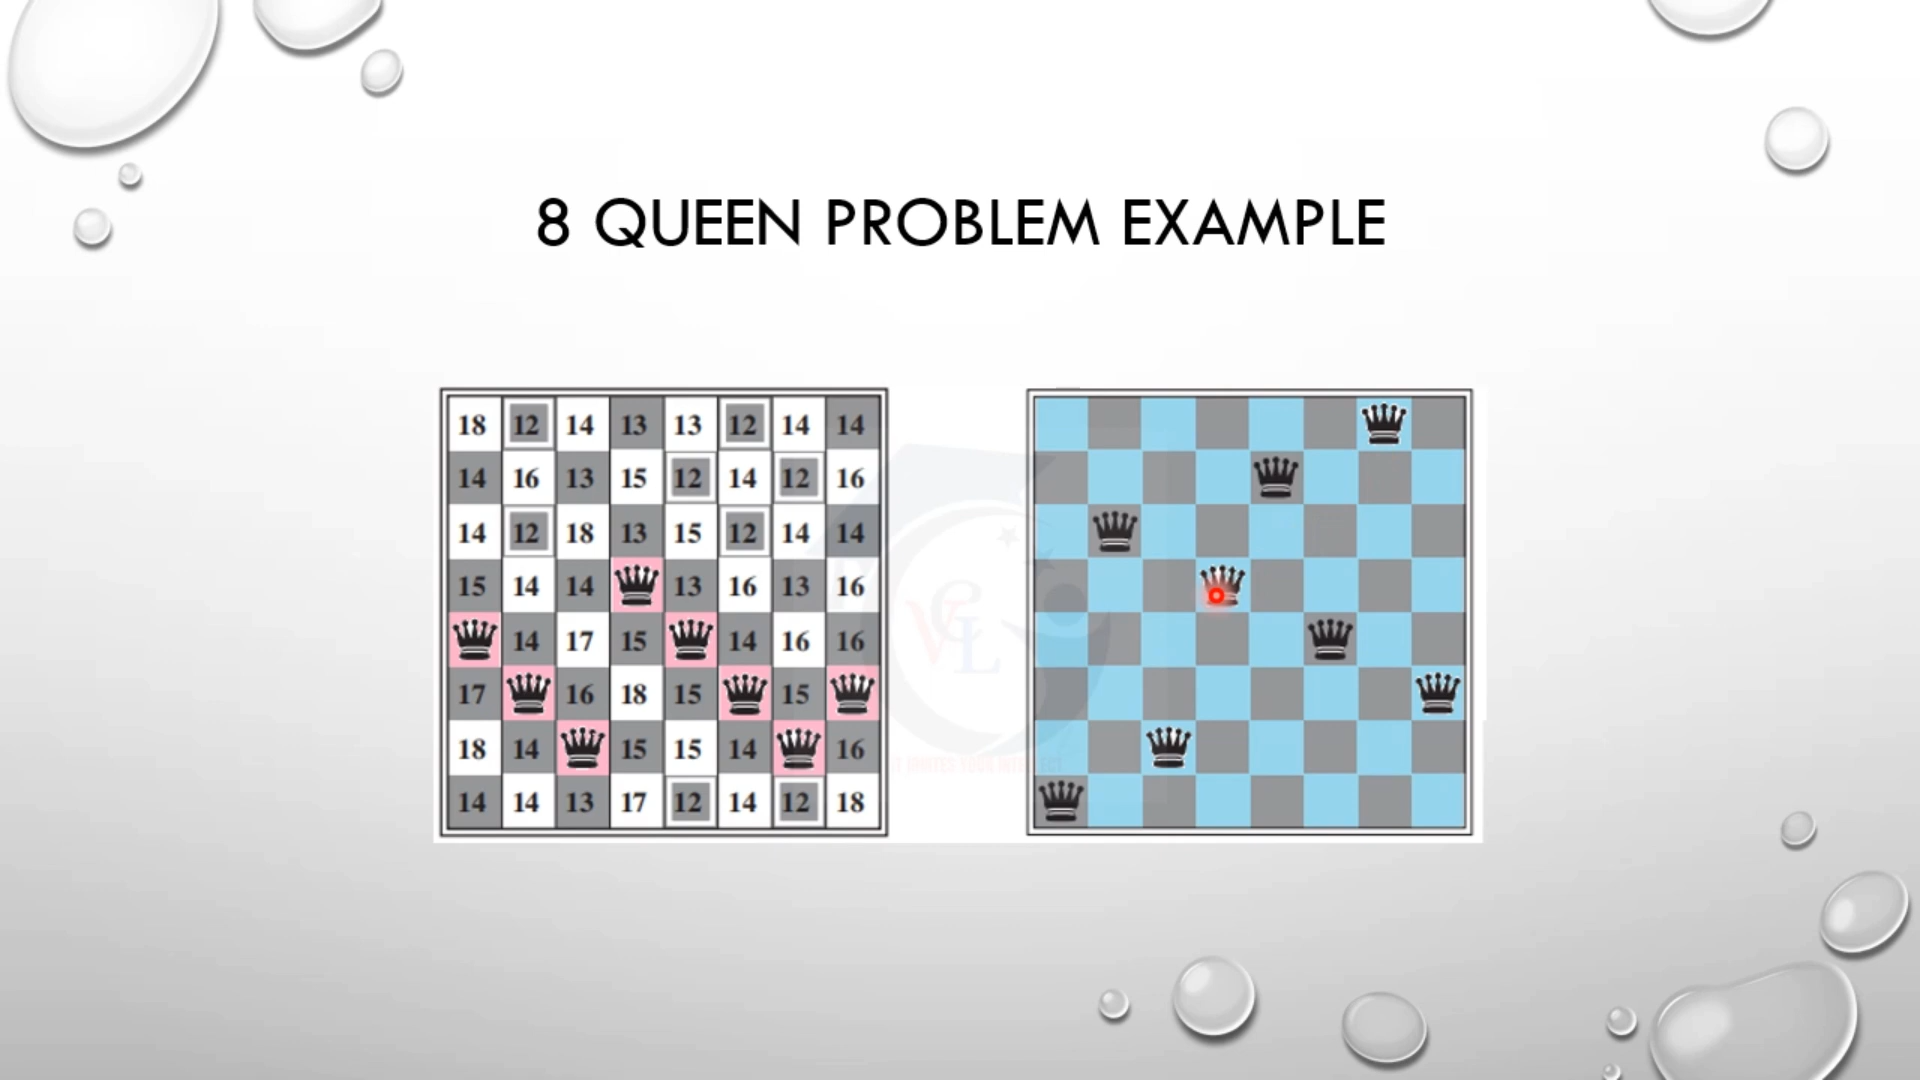 8 QUEEN PROBLEM EXAMPLE
18 12 14 13 13 12 14 14
14 16 13 15 12 14 12 16
14 12 18 13 15 12 14 14
15 14 14 13 16 13 16
14 17 15 14 16 16
17 16 18 15 15
18 14 15 15 14 16
14 14 13 17 12 14 12 18
VeL